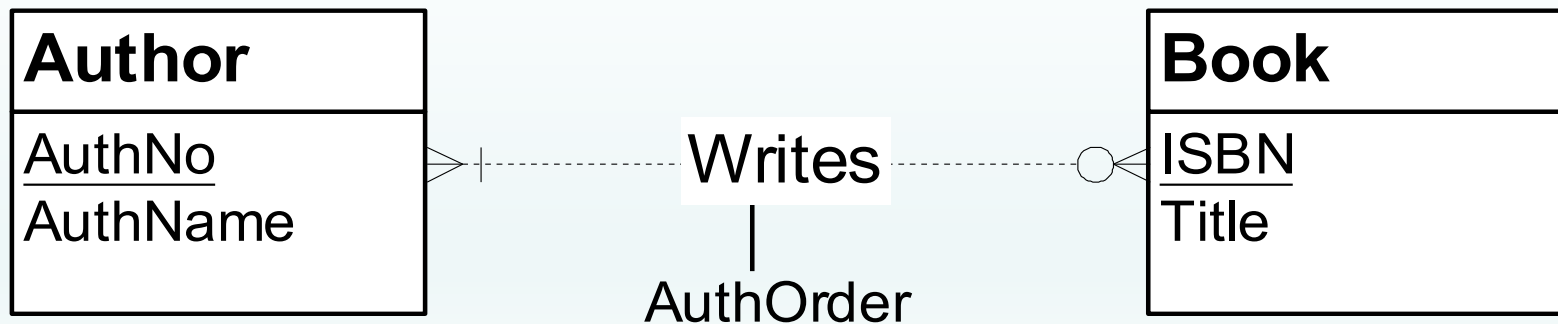 Author
AuthNo
AuthName
Writes
AuthOrder
Book
ISBN
Title